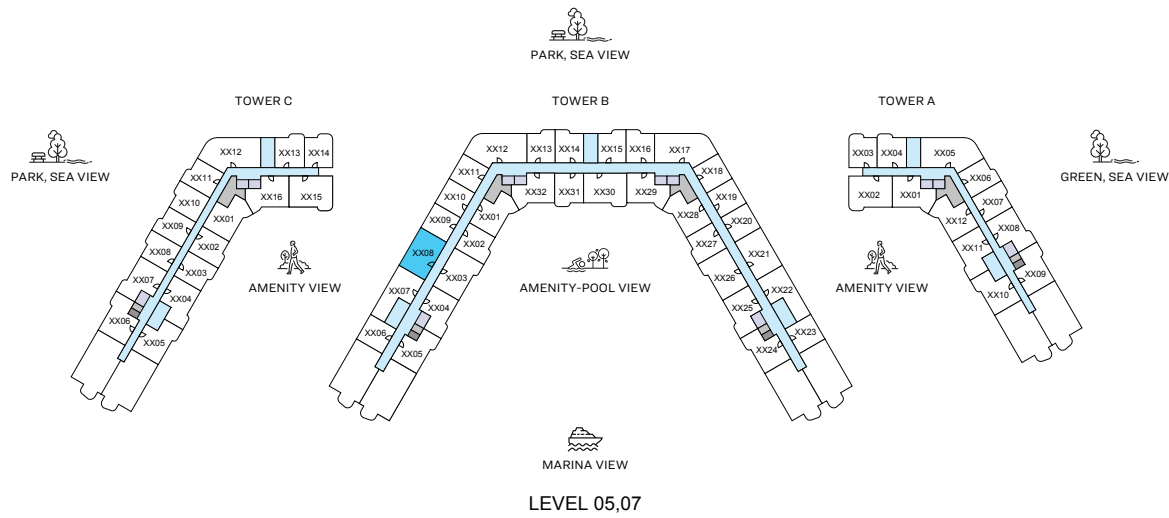 PARK, SEA VIEW
TOWER C
TOWER B
TOWER A
PARK, SEA VIEW
GREEN, SEA VIEW
XX12
XX13
XX14
XX11
XX10
XX09
XX08
XX07
XX06
XX05
XX04
XX03
XX02
XX01
XX16
XX15
XX12
XX13
XX14
XX15
XX16
XX17
XX11
XX10
XX09
XX08
XX07
XX06
XX05
XX04
XX03
XX02
XX01
XX32
XX31
XX30
XX29
XX28
XX27
XX26
XX25
XX24
XX23
XX22
XX21
XX20
XX19
XX18
XX03
XX04
XX05
XX02
XX01
XX06
XX07
XX08
XX09
XX10
XX11
XX12
AMENITY VIEW
AMENITY-POOL VIEW
AMENITY VIEW
MARINA VIEW
LEVEL 05,07